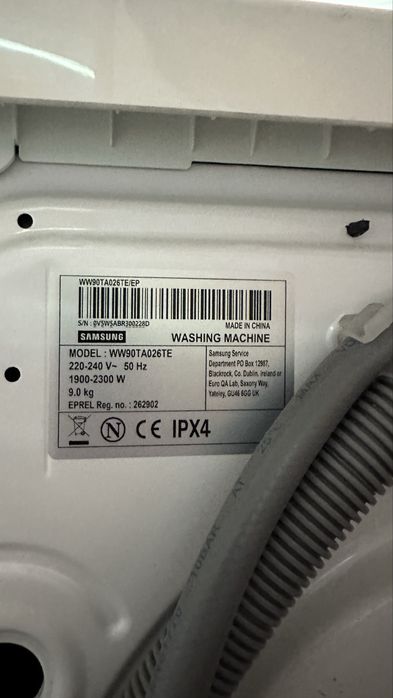 WW90TA026TE/EP
S/N : 0V5W5ABR300228D
MADE IN CHINA
SAMSUNG
WASHING MACHINE
MODEL : WW90TA026TE
220-240 V~ 50 Hz
1900-2300 W
9.0 kg
EPREL Reg. no. : 262902
Samsung Service
Department PO Box 12987,
Blackrock, Co. Dublin. Ireland or
Euro QA Lab, Saxony Way,
Yateley, GU46 6GG UK
N CE IPX4
10BAR AT